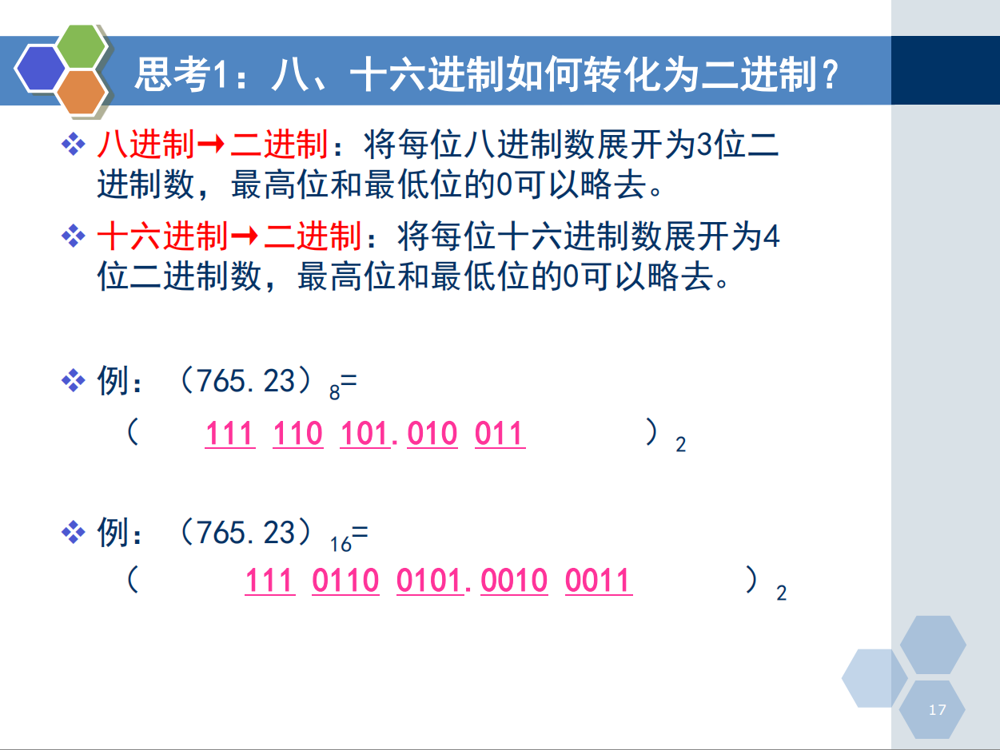 思考1：八、十六进制如何转化为二进制？
八进制→二进制：将每位八进制数展开为3位二
进制数，最高位和最低位的0可以略去。
十六进制→二进制：将每位十六进制数展开为4
位二进制数，最高位和最低位的0可以略去。
例：（765.23）8=
（ 111 110 101.010 011 ）2
例：（765.23）16=
（ 111 0110 0101.0010 0011 ）2
17